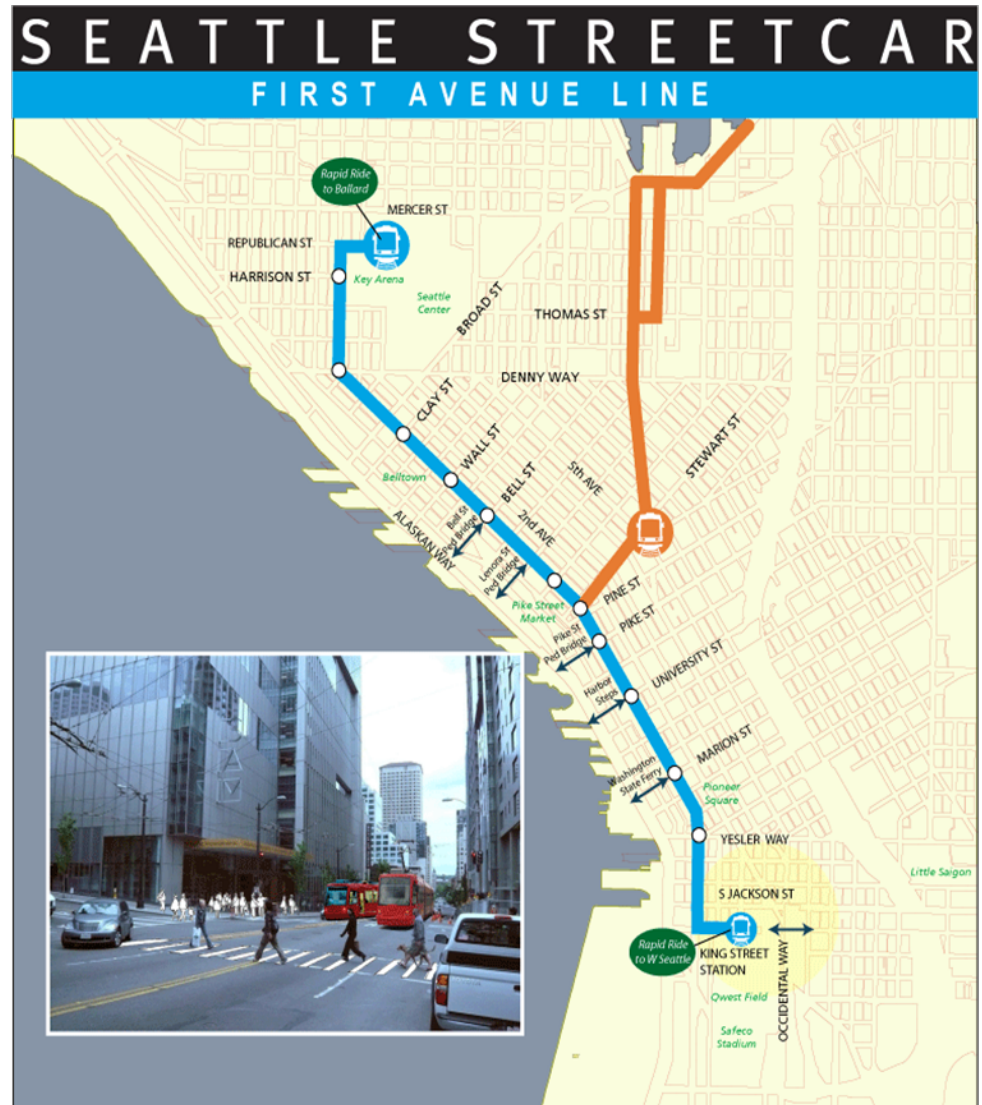 SEATTLE STREETCAR
FIRST AVENUE LINE
Rapid Ride
to Ballard
MERCER ST
REPUBLICAN ST
HARRISON ST
Key Arena
Seattle
Center
BROAD ST
THOMAS ST
DENNY WAY
CLAY ST
WALL ST
STEWART ST
BELL ST
5th AVE
Belltown
2nd AVE
Bell St
Ped Bridge
ALASKAN WAY
Lenora St
Ped Bridge
PINE ST
Pike Street
Market
PIKE ST
Pike St
Ped Bridge
UNIVERSITY ST
Harbor
Steps
MARION ST
Washington
State Ferry
Pioneer
Square
YESLER WAY
Little Saigon
S JACKSON ST
Rapid Ride
to W Seattle
KING STREET
STATION
OCCIDENTAL WAY
Qwest Field
Safeco
Stadium